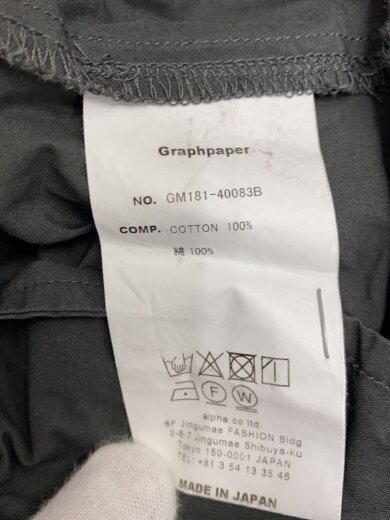 Graphpaper
NO. GM181-40083B
COMP. COTTON 100%
綿 100%
F W
alpha co ltd.
6F Jingumae FASHION Bldg.
2-6-7 Jingumae Shibuya-ku
Tokyo 150-0001 JAPAN
TEL: +81 3 54 13 35 46
MADE IN JAPAN